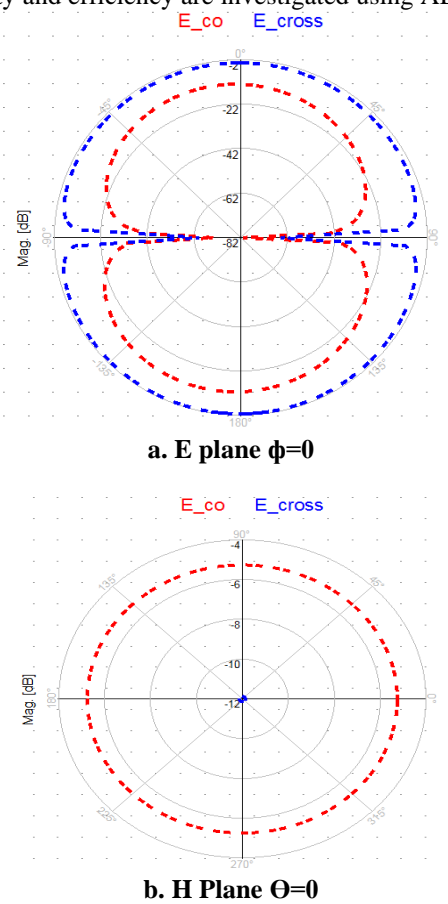 y and efficiency are investigated using AD
E_co E_cross
0°
-2
-45° 45°
-22
-42
-62
-90° 90°
-82
Mag. [dB]
-135° 135°
180°
a. E plane ϕ=0
E_co E_cross
90°
-4
135° 45°
-6
-8
-10
180° 0°
-12
Mag. [dB]
225° 315°
270°
b. H Plane Ө=0